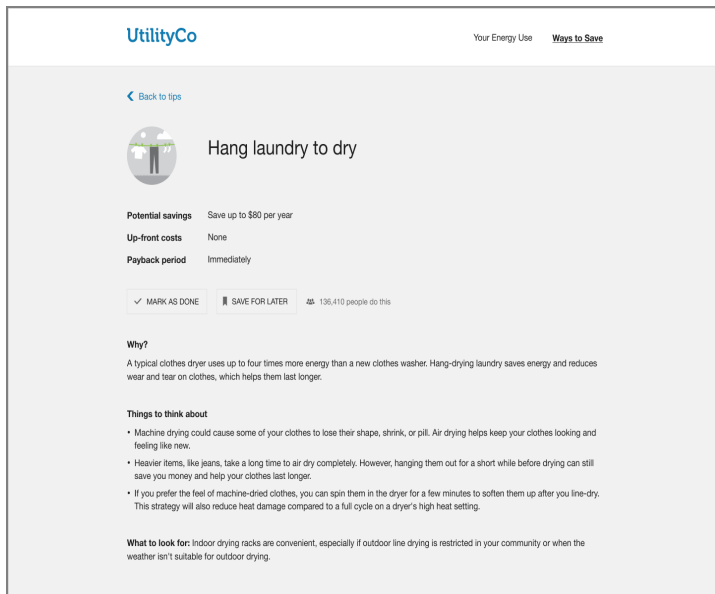 UtilityCo
Your Energy Use
Ways to Save
Back to tips
Hang laundry to dry
Potential savings Save up to $80 per year
Up-front costs None
Payback period Immediately
MARK AS DONE
SAVE FOR LATER
136,410 people do this
Why?
A typical clothes dryer uses up to four times more energy than a new clothes washer. Hang-drying laundry saves energy and reduces
wear and tear on clothes, which helps them last longer.
Things to think about
• Machine drying could cause some of your clothes to lose their shape, shrink, or pill. Air drying helps keep your clothes looking and
feeling like new.
• Heavier items, like jeans, take a long time to air dry completely. However, hanging them out for a short while before drying can still
save you money and help your clothes last longer.
• If you prefer the feel of machine-dried clothes, you can spin them in the dryer for a few minutes to soften them up after you line-dry.
This strategy will also reduce heat damage compared to a full cycle on a dryer's high heat setting.
What to look for: Indoor drying racks are convenient, especially if outdoor line drying is restricted in your community or when the
weather isn't suitable for outdoor drying.